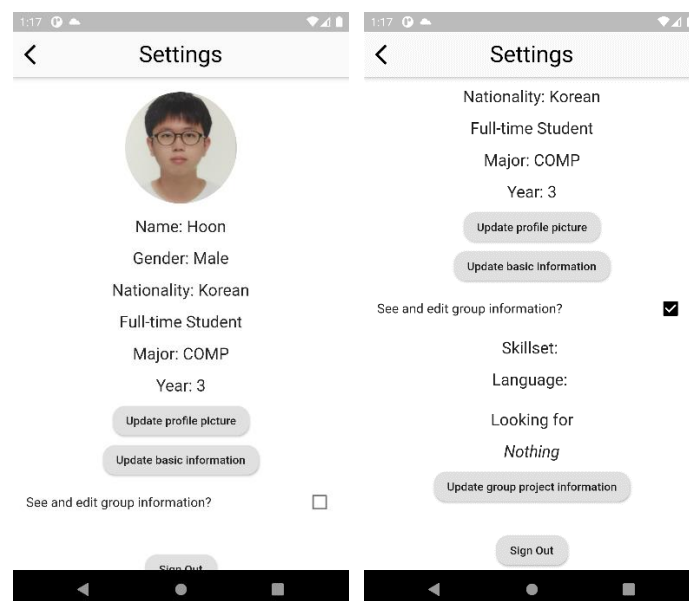 1:17
Settings
Name: Hoon
Gender: Male
Nationality: Korean
Full-time Student
Major: COMP
Year: 3
Update profile picture
Update basic information
See and edit group information?
Sign Out
1:17
Settings
Nationality: Korean
Full-time Student
Major: COMP
Year: 3
Update profile picture
Update basic information
See and edit group information?
Skillset:
Language:
Looking for
Nothing
Update group project information
Sign Out